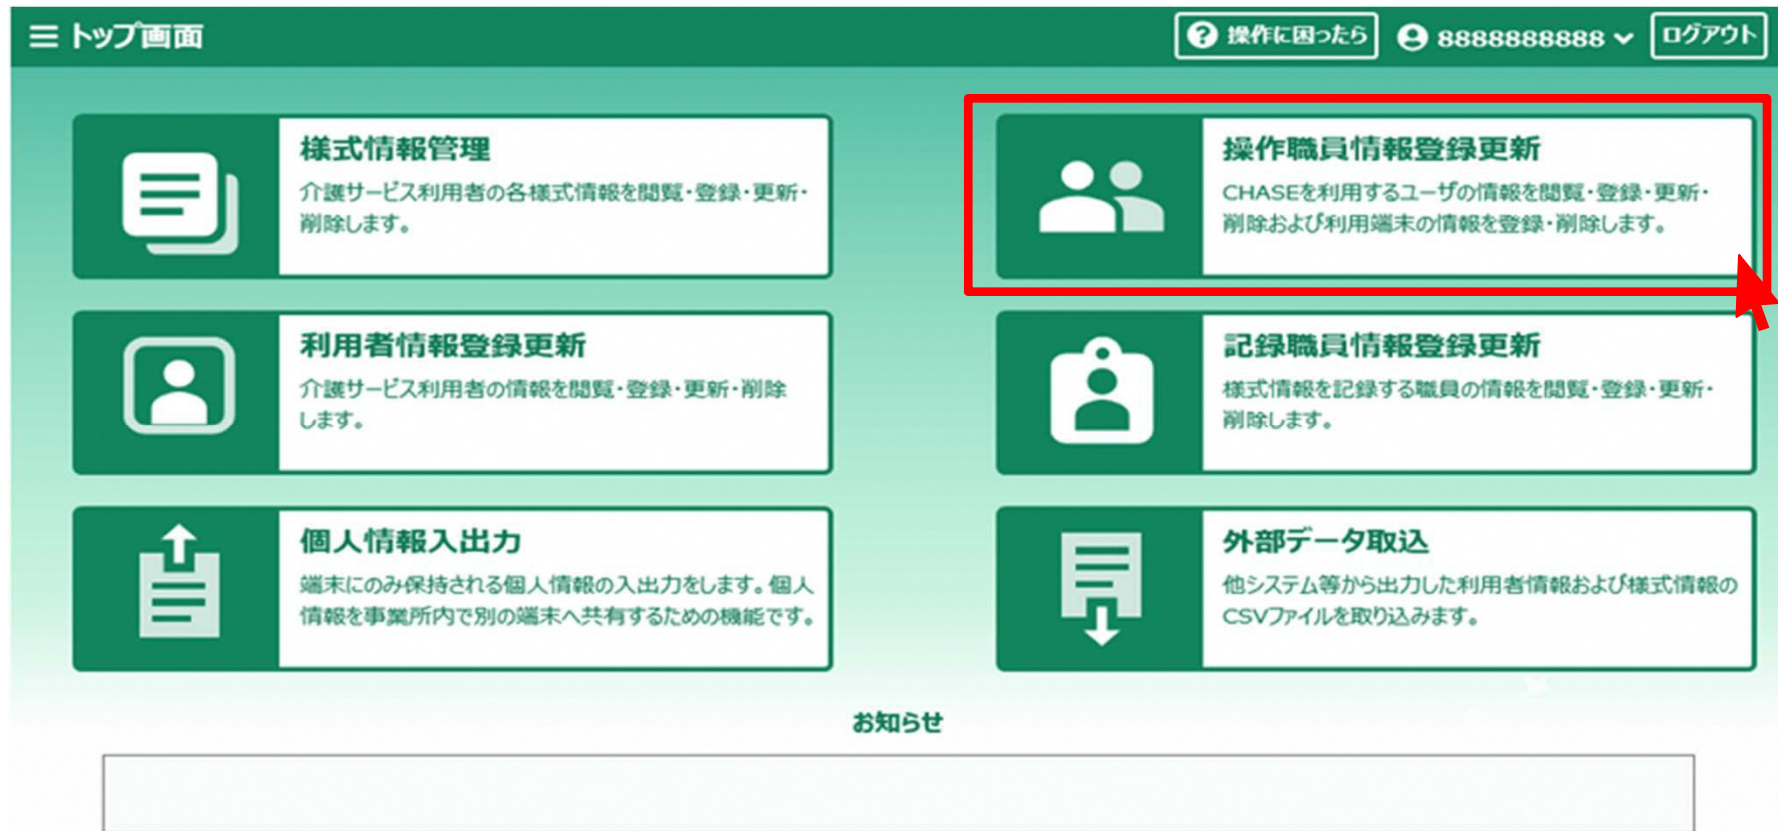 トップ画面
操作に困ったら
8888888888
ログアウト
様式情報管理
介護サービス利用者の各様式情報を閲覧・登録・更新・
削除します。
操作職員情報登録更新
CHASEを利用するユーザの情報を閲覧・登録・更新・
削除および利用端末の情報を登録・削除します。
利用者情報登録更新
介護サービス利用者の情報を閲覧・登録・更新・削除
します。
記録職員情報登録更新
様式情報を記録する職員の情報を閲覧・登録・更新・
削除します。
個人情報入出力
端末にのみ保持される個人情報の入出力をします。個人
情報を事業所内で別の端末へ共有するための機能です。
外部データ取込
他システム等から出力した利用者情報および様式情報の
CSVファイルを取り込みます。
お知らせ